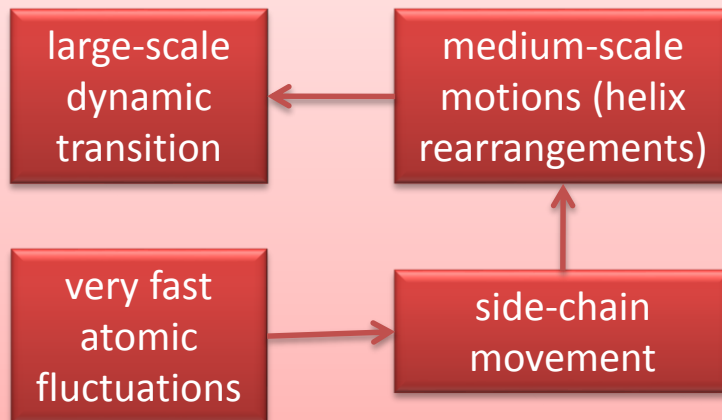 large-scale
dynamic
transition
medium-scale
motions (helix
rearrangements)
very fast
atomic
fluctuations
side-chain
movement